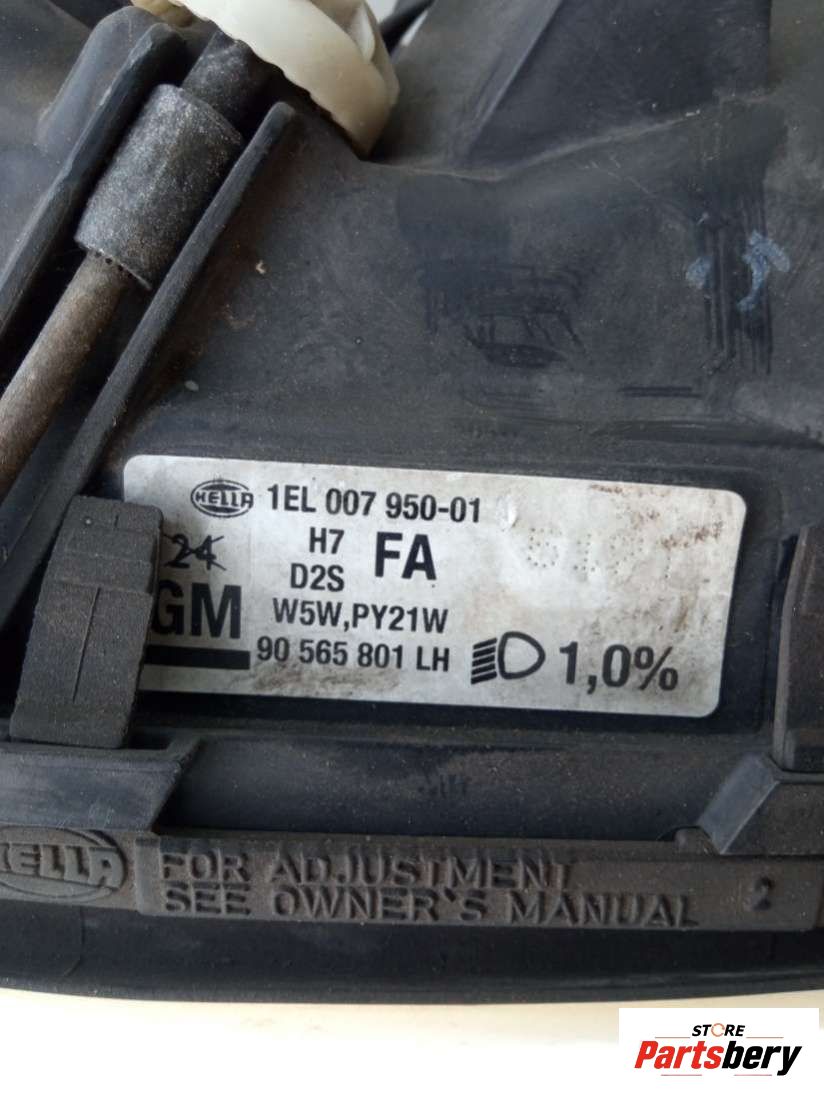 HELLA 1EL 007 950-01
24 H7 FA
D2S
GM W5W,PY21W
90 565 801 LH 1,0%
HELLA FOR ADJUSTMENT
SEE OWNER'S MANUAL 2
STORE
Partsbery